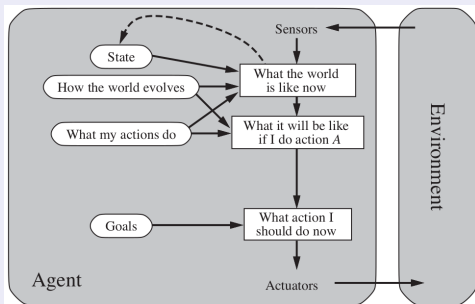 Sensors
State
What the world
is like now
How the world evolves
What my actions do
What it will be like
if I do action A
Goals
What action I
should do now
Agent
Actuators
Environment